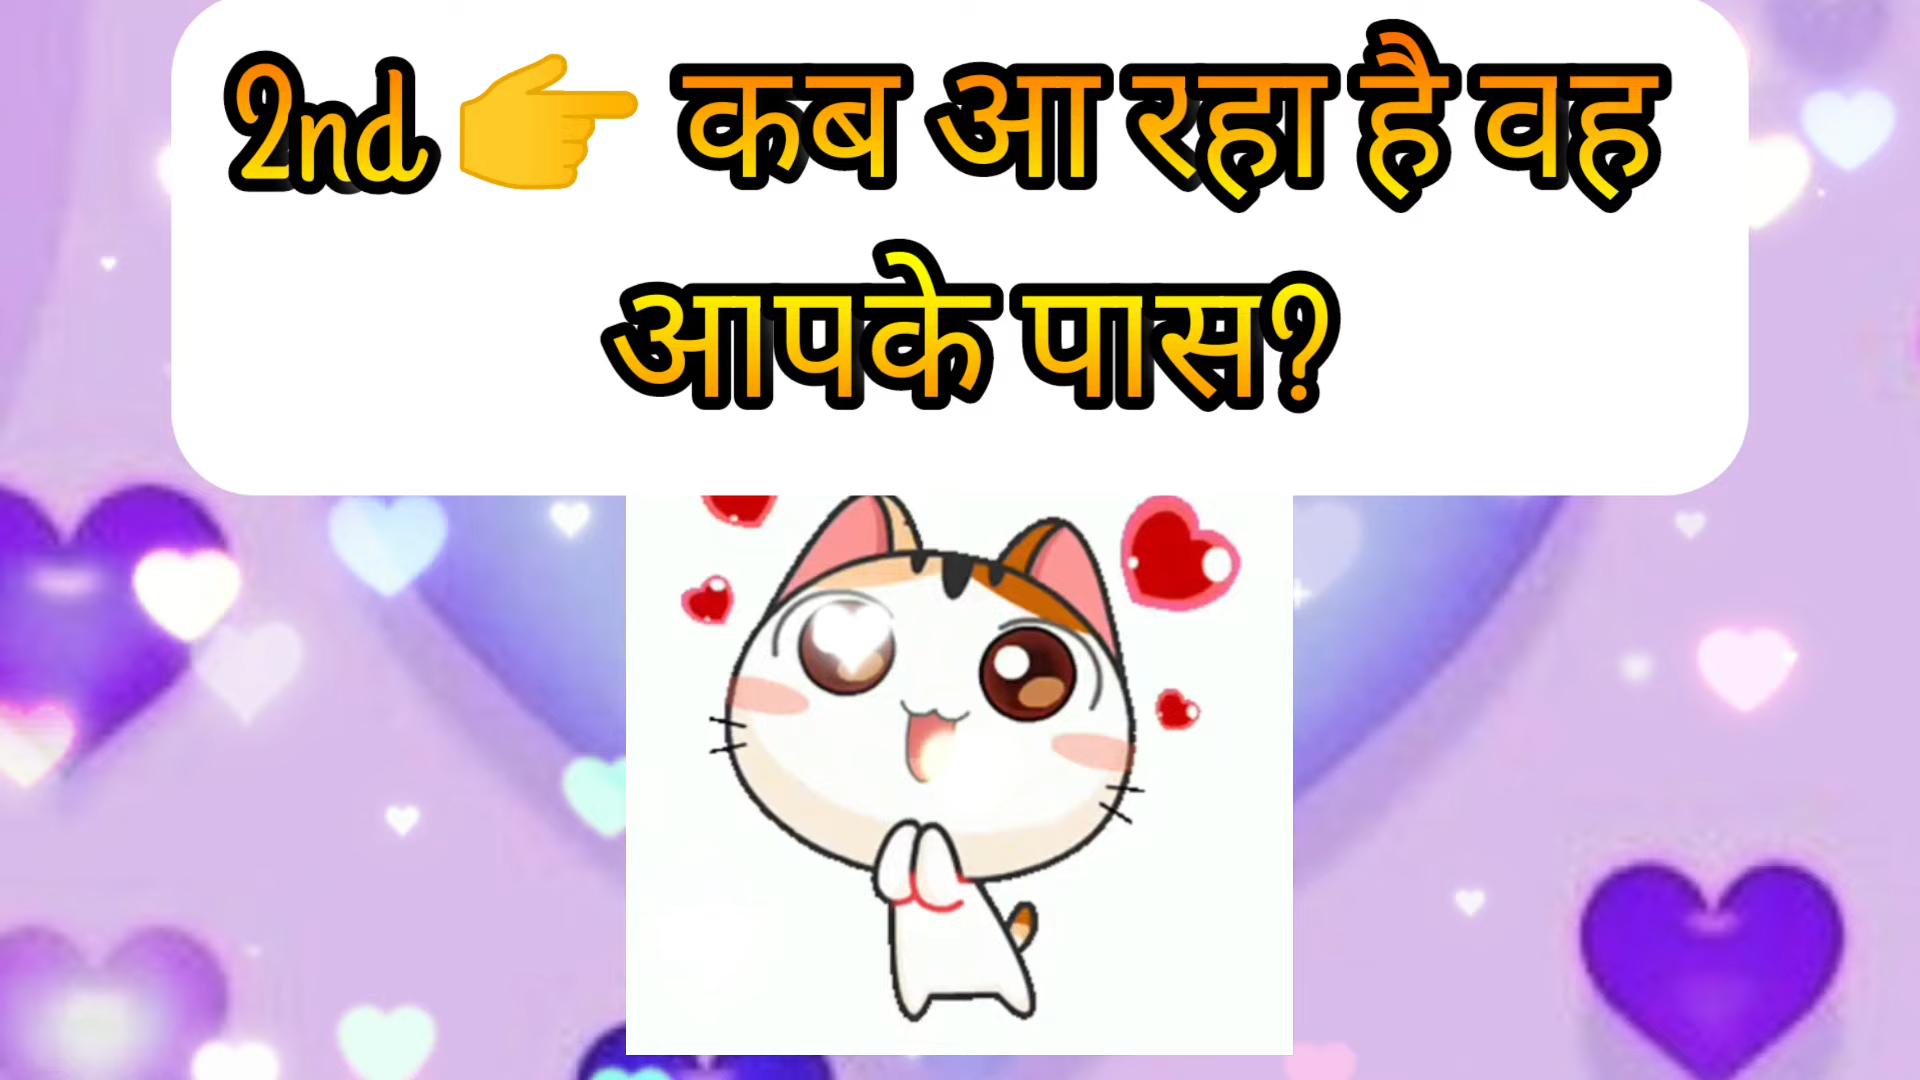 2nd 👉 कब आ रहा है वह
आपके पास?